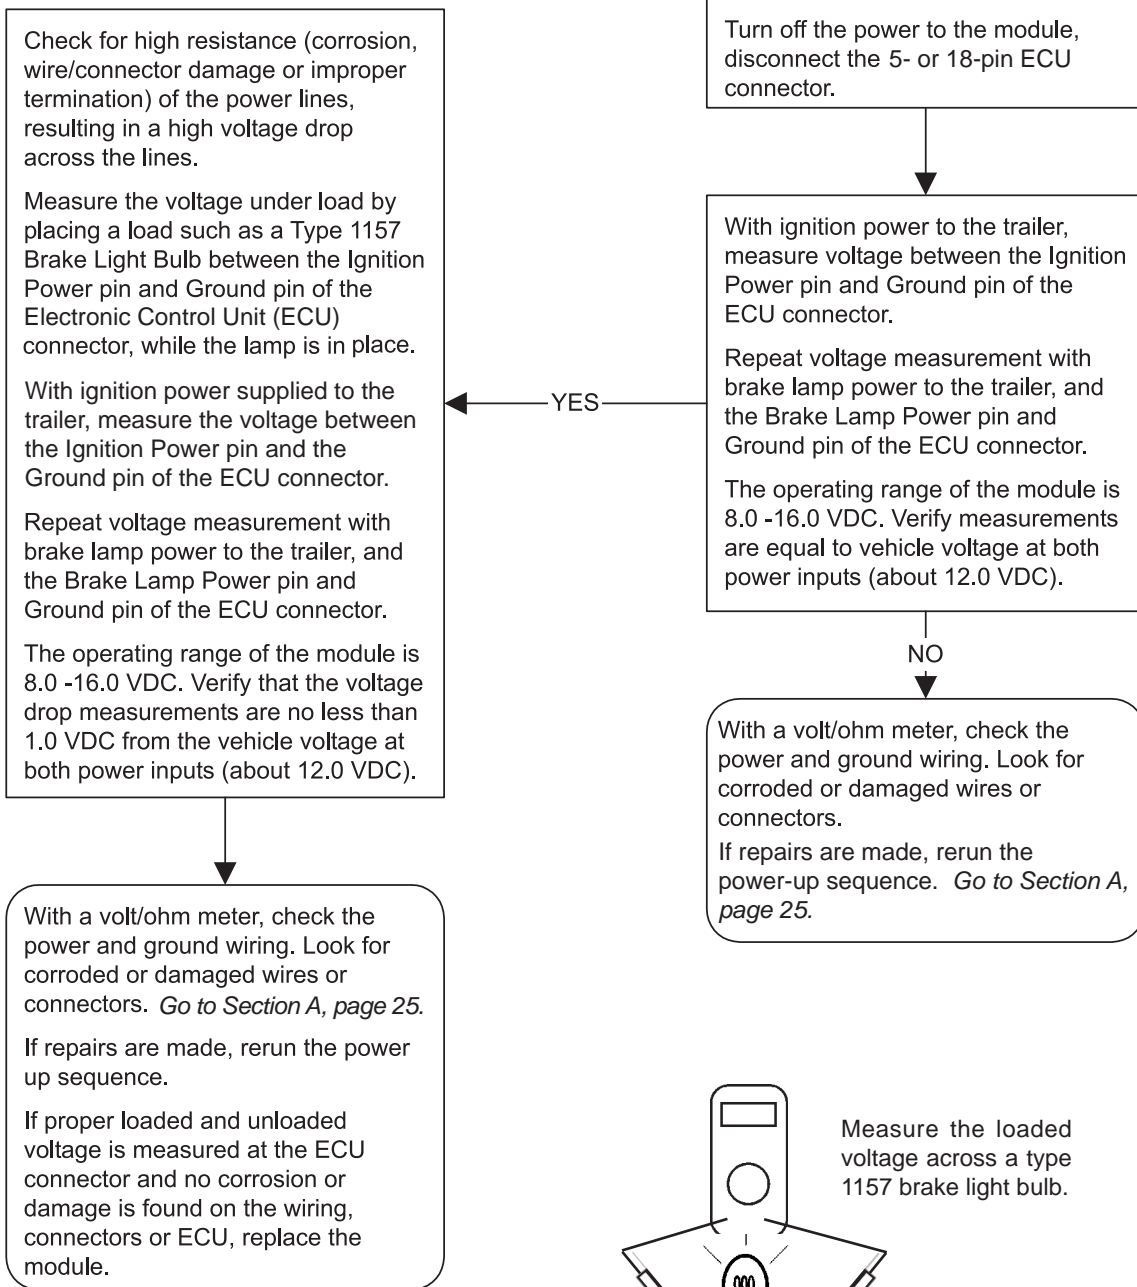 Turn off the power to the module,
disconnect the 5- or 18-pin ECU
connector.
With ignition power to the trailer,
measure voltage between the Ignition
Power pin and Ground pin of the
ECU connector.
Repeat voltage measurement with
brake lamp power to the trailer, and
the Brake Lamp Power pin and
Ground pin of the ECU connector.
The operating range of the module is
8.0 -16.0 VDC. Verify measurements
are equal to vehicle voltage at both
power inputs (about 12.0 VDC).
YES
Check for high resistance (corrosion,
wire/connector damage or improper
termination) of the power lines,
resulting in a high voltage drop
across the lines.
Measure the voltage under load by
placing a load such as a Type 1157
Brake Light Bulb between the Ignition
Power pin and Ground pin of the
Electronic Control Unit (ECU)
connector, while the lamp is in place.
With ignition power supplied to the
trailer, measure the voltage between
the Ignition Power pin and the
Ground pin of the ECU connector.
Repeat voltage measurement with
brake lamp power to the trailer, and
the Brake Lamp Power pin and
Ground pin of the ECU connector.
The operating range of the module is
8.0 -16.0 VDC. Verify that the voltage
drop measurements are no less than
1.0 VDC from the vehicle voltage at
both power inputs (about 12.0 VDC).
With a volt/ohm meter, check the
power and ground wiring. Look for
corroded or damaged wires or
connectors. Go to Section A, page 25.
If repairs are made, rerun the power
up sequence.
If proper loaded and unloaded
voltage is measured at the ECU
connector and no corrosion or
damage is found on the wiring,
connectors or ECU, replace the
module.
NO
With a volt/ohm meter, check the
power and ground wiring. Look for
corroded or damaged wires or
connectors.
If repairs are made, rerun the
power-up sequence. Go to Section A,
page 25.
Measure the loaded
voltage across a type
1157 brake light bulb.